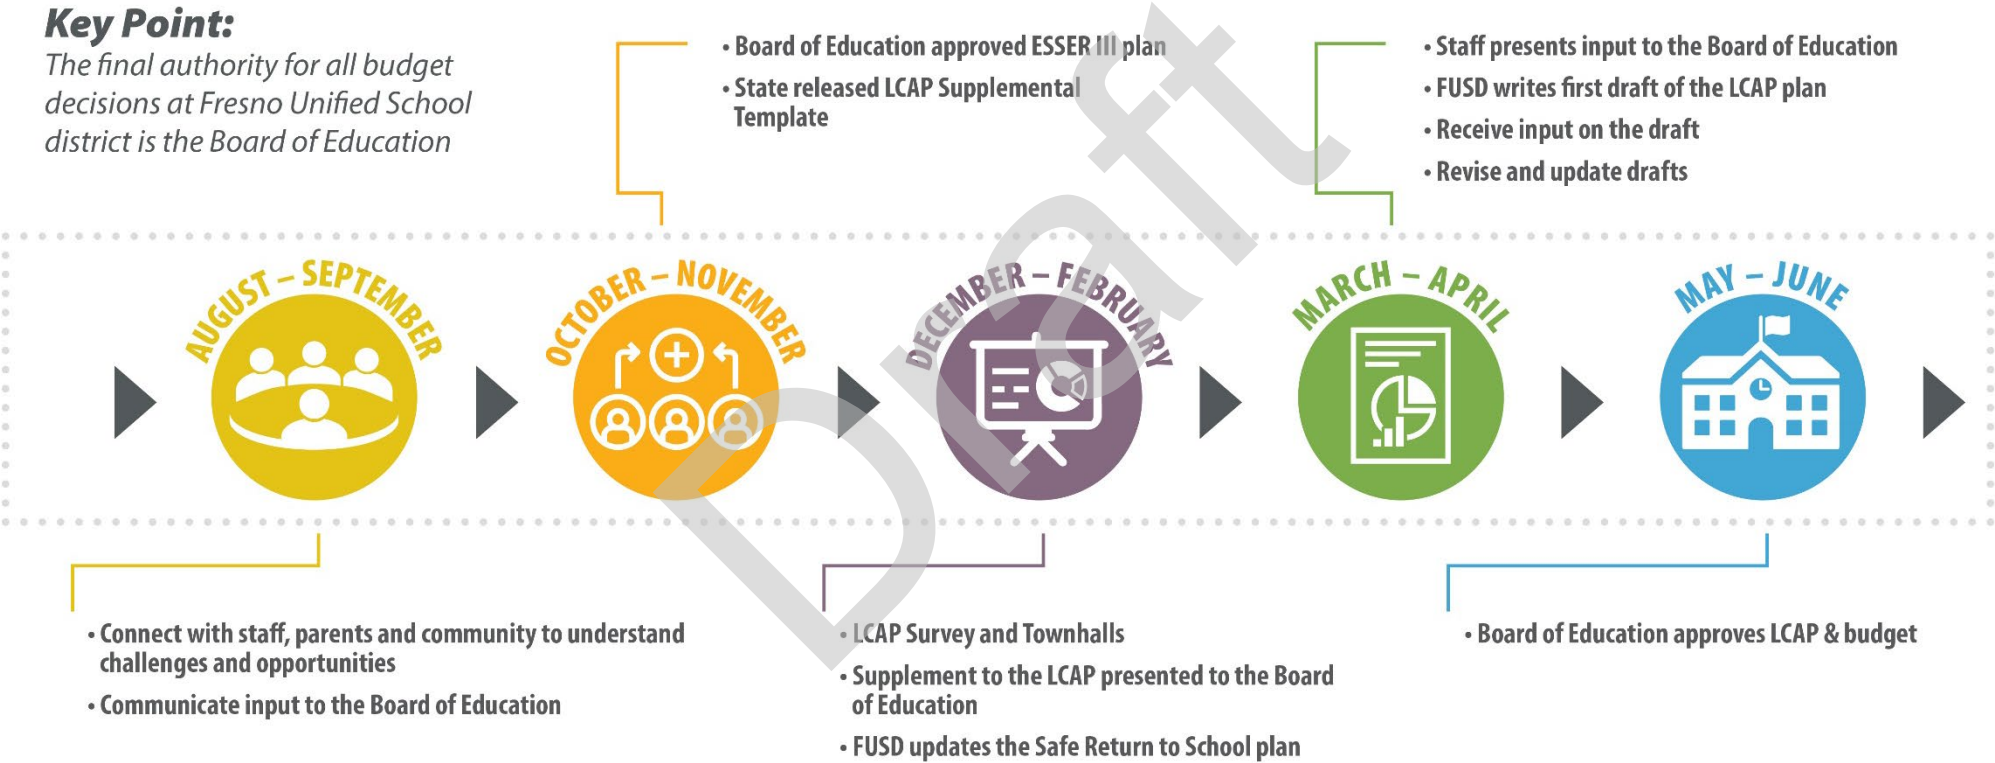 Key Point:
The final authority for all budget
decisions at Fresno Unified School
district is the Board of Education
• Board of Education approved ESSER III plan
• State released LCAP Supplemental
Template
• Staff presents input to the Board of Education
• FUSD writes first draft of the LCAP plan
• Receive input on the draft
• Revise and update drafts
AUGUST – SEPTEMBER
OCTOBER – NOVEMBER
DECEMBER – FEBRUARY
MARCH – APRIL
MAY – JUNE
• Connect with staff, parents and community to understand
challenges and opportunities
• Communicate input to the Board of Education
• LCAP Survey and Townhalls
• Supplement to the LCAP presented to the Board
of Education
• FUSD updates the Safe Return to School plan
• Board of Education approves LCAP & budget
Draft